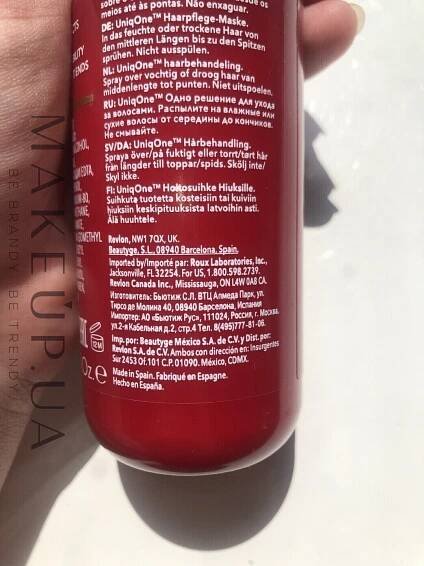 meios até às pontas. Não enxaguar.
DE: UniqOne™ Haarpflege-Maske.
In das feuchte oder trockene Haar von
den mittleren Längen bis zu den Spitzen
sprühen. Nicht ausspülen.
NL: UniqOne™ haarbehandeling.
Spray over vochtig of droog haar van
middenlengte tot punten. Niet uitspoelen.
RU: UniqOne™ Одно решение для ухода
за волосами. Распылите на влажные или
сухие волосы от середины до кончиков.
Не смывайте.
SV/DA: UniqOne™ Hårbehandling.
Spraya över/på fuktigt eller torrt/tørt hår
från längder till toppar/spids. Skölj inte/
Skyl ikke.
FI: UniqOne™ Hoitosuihke Hiuksille.
Suihkuta tuotetta kosteisiin tai kuiviin
hiuksiin keskipituuksista latvoihin asti.
Älä huuhtele.
Revlon, NW1 7QX, UK.
Beautyge, S.L. 08940 Barcelona. Spain.
Imported by/Importé par: Roux Laboratories, Inc.,
Jacksonville, FL 32254. For US, 1.800.598.2739.
Revlon Canada Inc., Mississauga, ON L4W 0A8 CA.
Изготовитель: Бьютиж С.Л. ВТЦ Алмеда Парк, ул.
Тирсо де Молина 40, 08940 Барселона, Испания
Импортер: АО «Бьютик Рус», 111024, Россия, г. Москва,
ул.2-я Кабельная д.2, стр.4 Тел. 8(495)777-81-06.
Imp. por: Beautyge México S.A. de C.V. y Dist. por:
Revlon S.A. de C.V. Ambos con dirección en: Insurgentes
Sur 2453 Of.101 C.P. 01090. México, CDMX.
Made in Spain. Fabriqué en Espagne.
Hecho en España.
12M
Oz. e
MAKEUP.UA
BE BRANDY. BE TRENDY